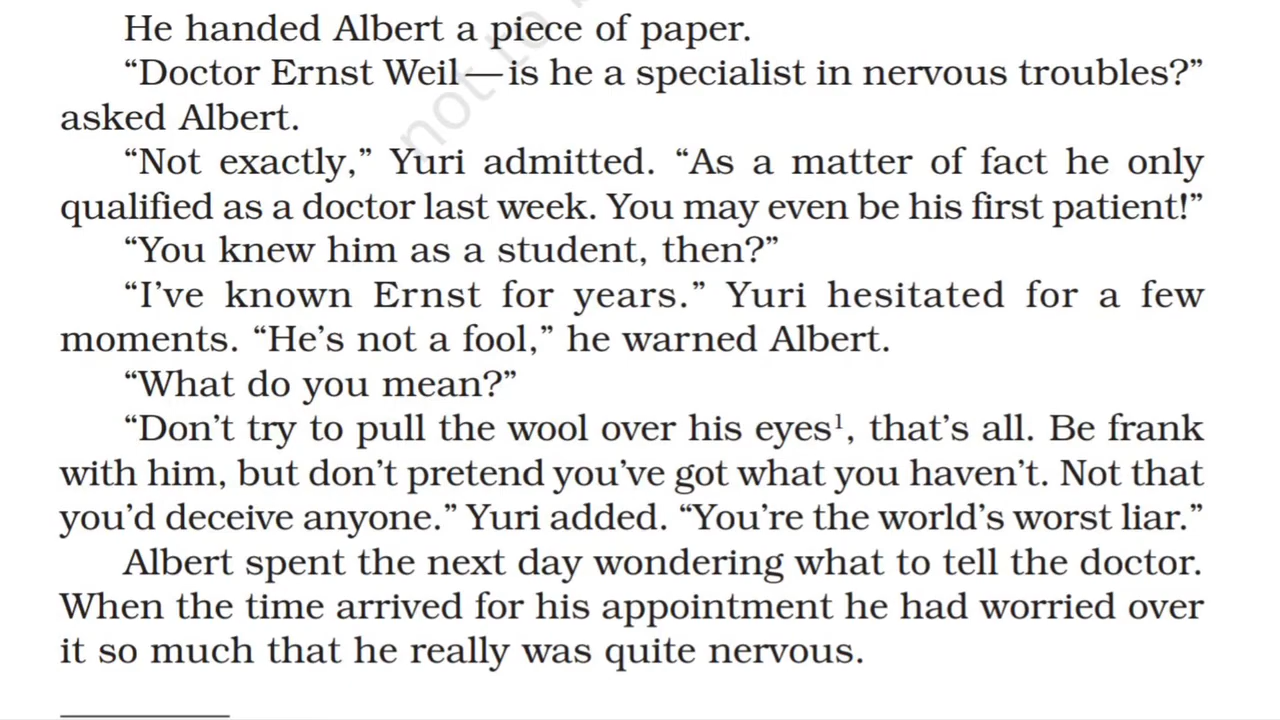 He handed Albert a piece of paper.
“Doctor Ernst Weil—is he a specialist in nervous troubles?”
asked Albert.
“Not exactly,” Yuri admitted. “As a matter of fact he only
qualified as a doctor last week. You may even be his first patient!”
“You knew him as a student, then?”
“I’ve known Ernst for years.” Yuri hesitated for a few
moments. “He’s not a fool,” he warned Albert.
“What do you mean?”
“Don’t try to pull the wool over his eyes¹, that’s all. Be frank
with him, but don’t pretend you’ve got what you haven’t. Not that
you’d deceive anyone.” Yuri added. “You’re the world’s worst liar.”
Albert spent the next day wondering what to tell the doctor.
When the time arrived for his appointment he had worried over
it so much that he really was quite nervous.
not to